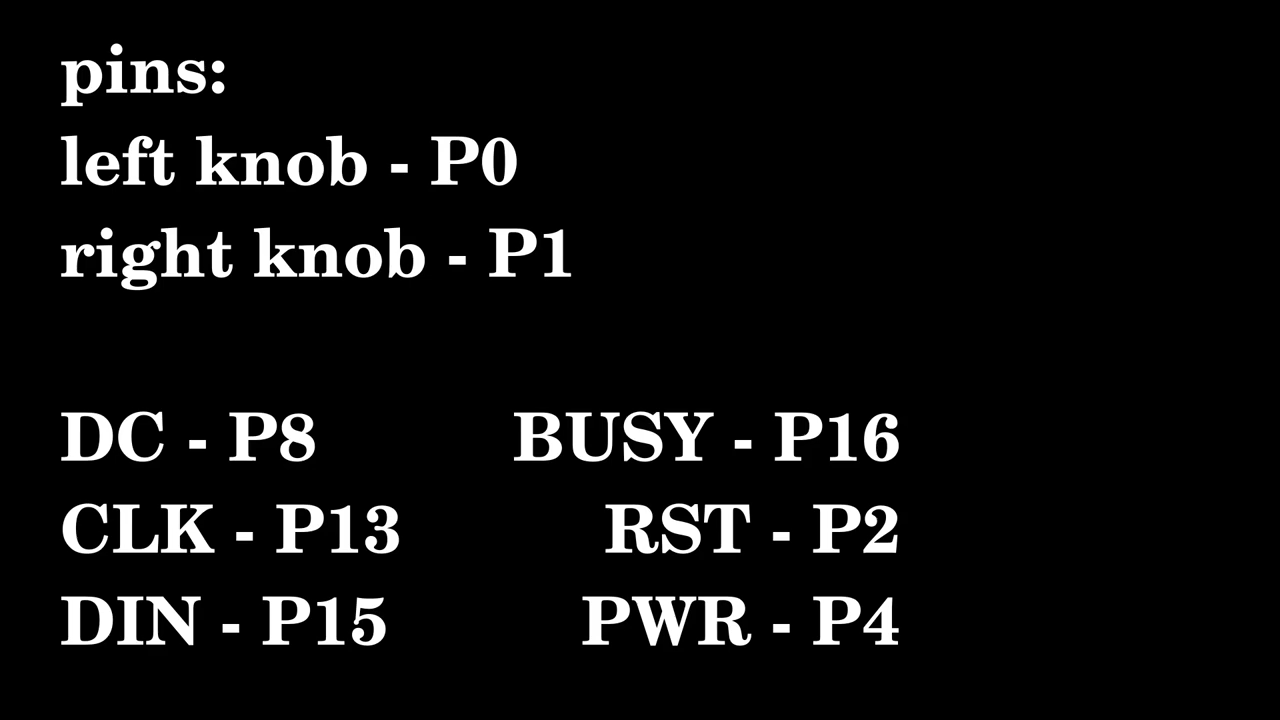 pins:
left knob - P0
right knob - P1
DC - P8 BUSY - P16
CLK - P13 RST - P2
DIN - P15 PWR - P4